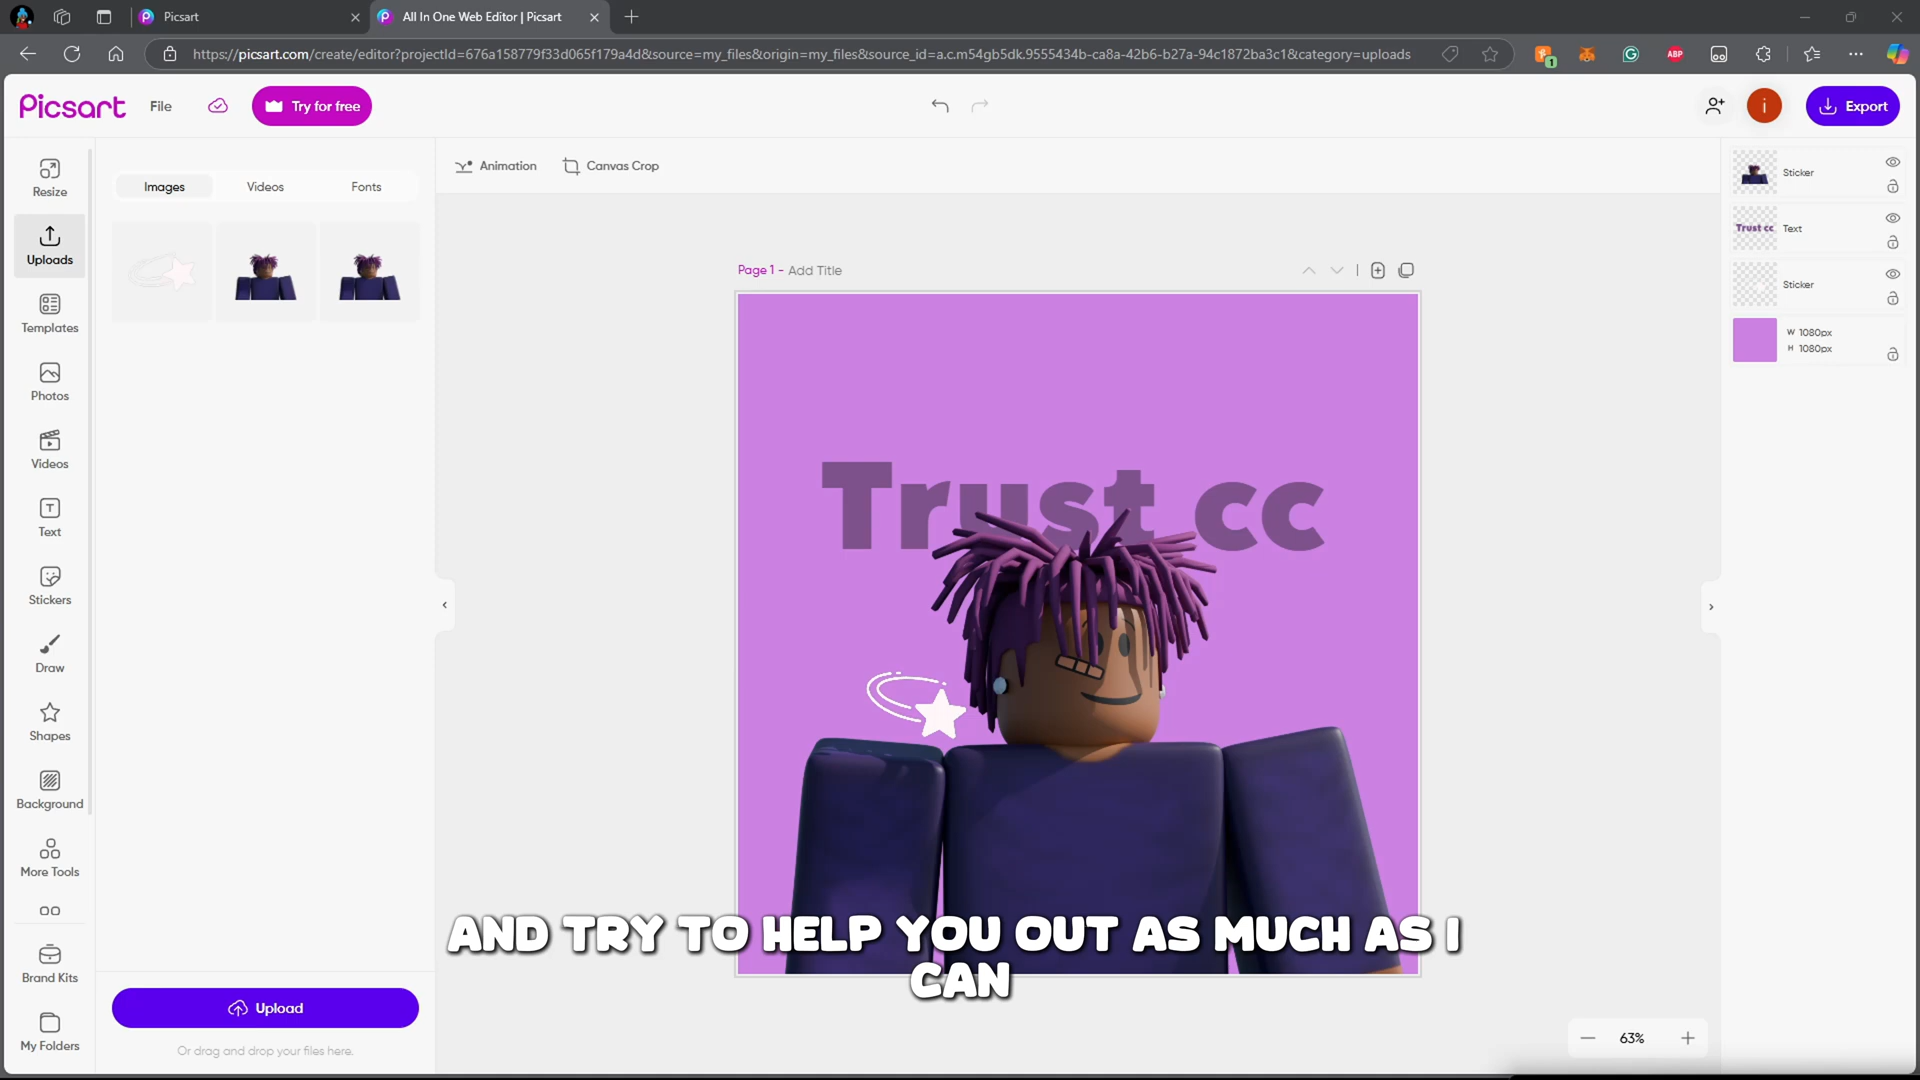 Picsart
All In One Web Editor | Picsart
https://picsart.com/create/editor?projectId=676a158779f33d065f179a4d&source=my_files&origin=my_files&source_id=a.c.m54gb5dk.9555434b-ca8a-42b6-b27a-94c1872ba3c1&category=uploads
1
ABP
Picsart
File
Try for free
i
Export
Resize
Uploads
Templates
Photos
Videos
Text
Stickers
Draw
Shapes
Background
More Tools
Brand Kits
My Folders
Images
Videos
Fonts
Upload
Or drag and drop your files here.
Animation
Canvas Crop
Page 1 - Add Title
Trust cc
AND TRY TO HELP YOU OUT AS MUCH AS I
CAN
Sticker
Trust cc
Text
Sticker
W 1080px
H 1080px
63%